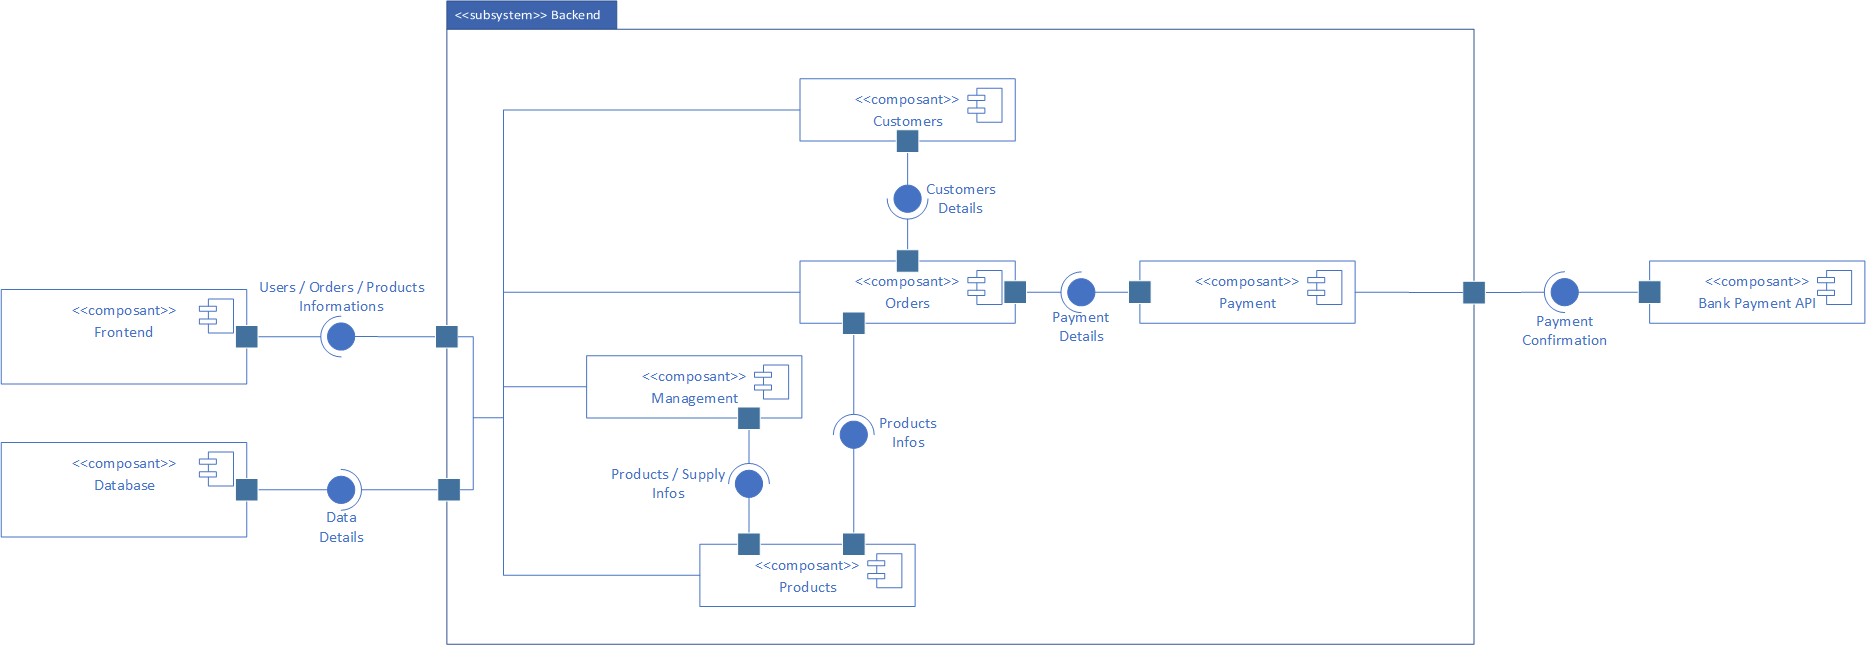 <<subsystem>> Backend
<<composant>>
Customers
Customers
Details
Users / Orders / Products
Informations
<<composant>>
Frontend
<<composant>>
Orders
Payment
Details
<<composant>>
Payment
Payment
Confirmation
<<composant>>
Bank Payment API
<<composant>>
Management
Products
Infos
<<composant>>
Database
Data
Details
Products / Supply
Infos
<<composant>>
Products